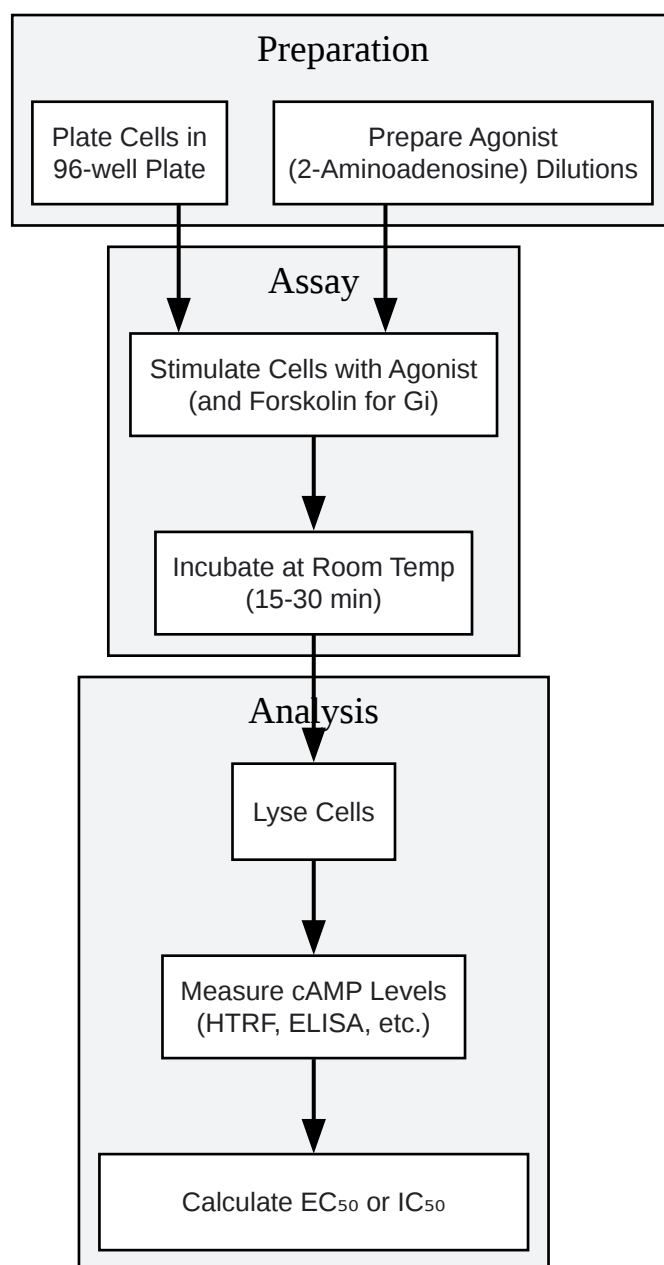 Preparation
Plate Cells in
96-well Plate
Prepare Agonist
(2-Aminoadenosine) Dilutions
Assay
Stimulate Cells with Agonist
(and Forskolin for Gi)
Incubate at Room Temp
(15-30 min)
Analysis
Lyse Cells
Measure cAMP Levels
(HTRF, ELISA, etc.)
Calculate EC₅₀ or IC₅₀